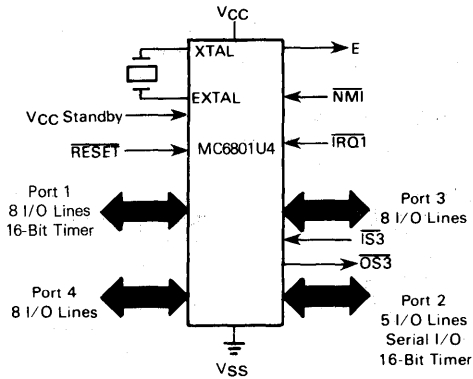 VCC
XTAL
E
EXTAL
NMI
VCC Standby
RESET
MC6801U4
IRQ1
Port 1
8 I/O Lines
16-Bit Timer
Port 3
8 I/O Lines
IS3
OS3
Port 4
8 I/O Lines
Port 2
5 I/O Lines
Serial I/O
16-Bit Timer
VSS